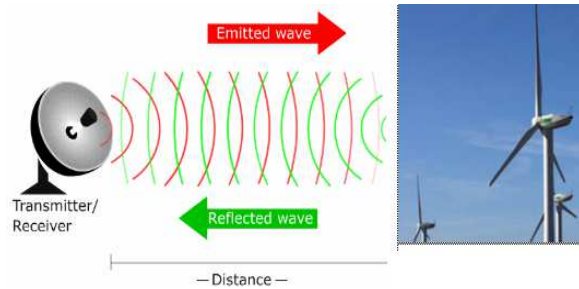 Emitted wave
Transmitter/
Receiver
Reflected wave
— Distance —